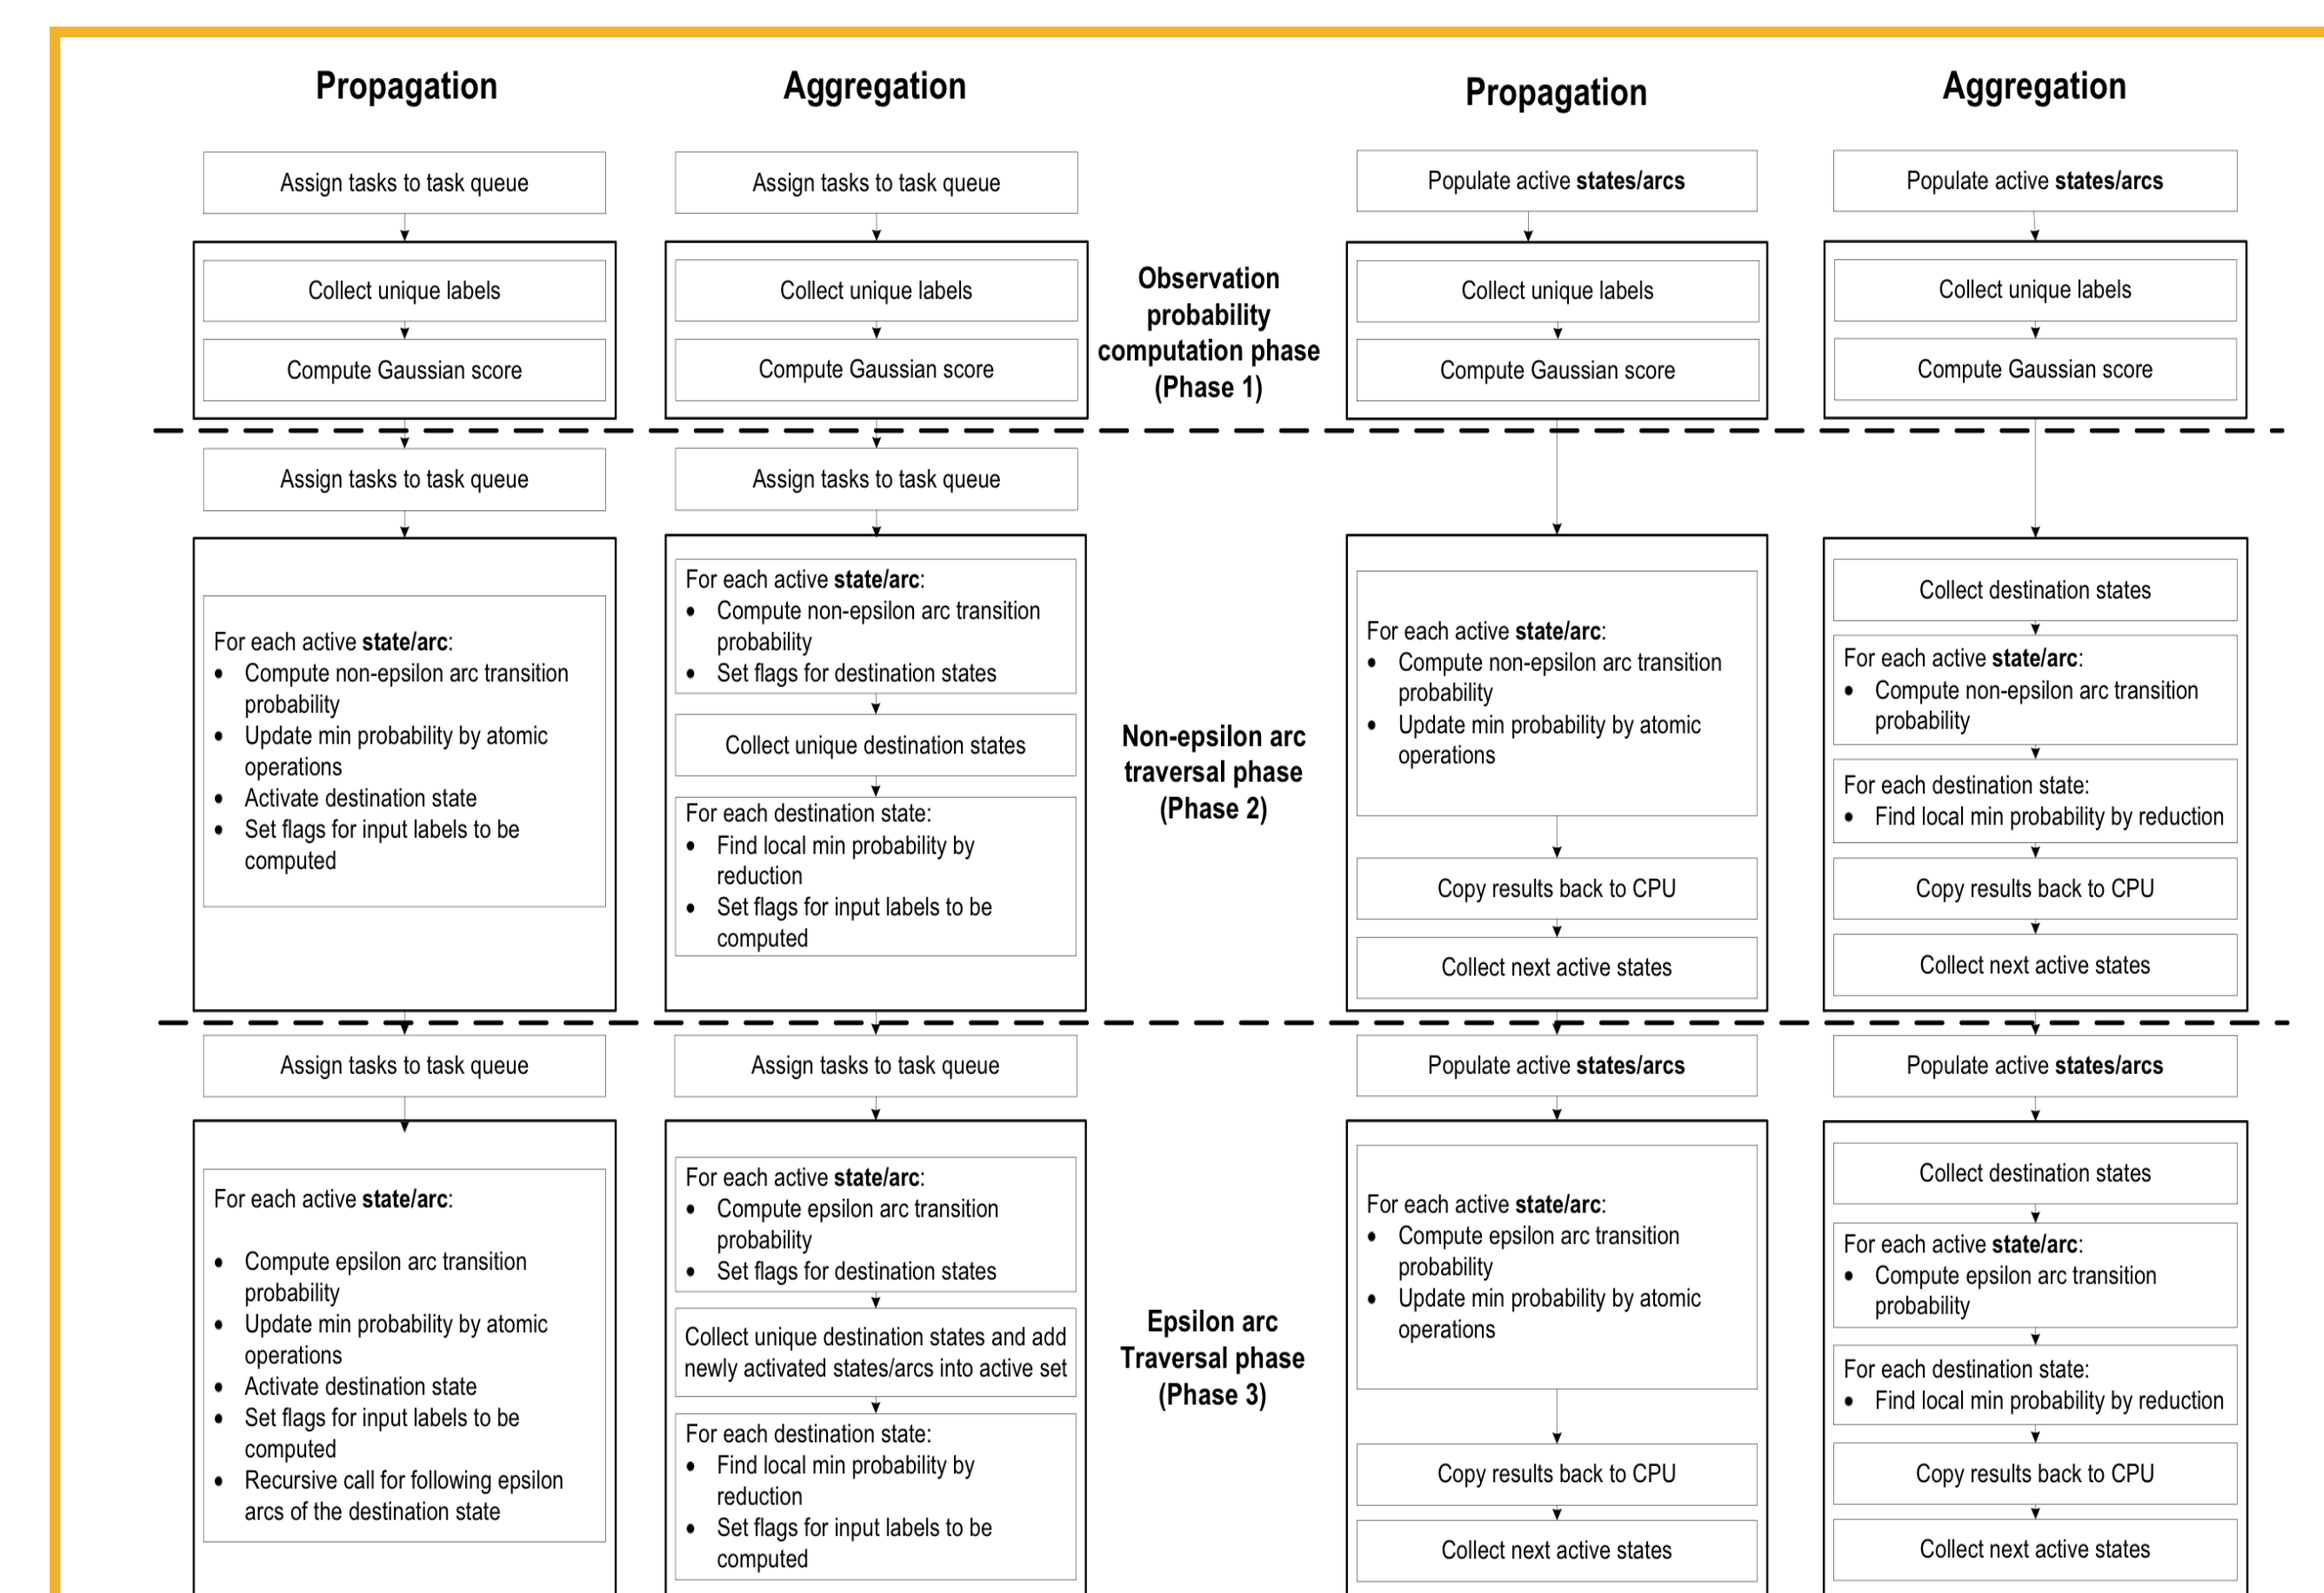 Propagation
Aggregation
Propagation
Aggregation
Assign tasks to task queue
Collect unique labels
Compute Gaussian score
Assign tasks to task queue
For each active state/arc:
• Compute non-epsilon arc transition
probability
• Update min probability by atomic
operations
• Activate destination state
• Set flags for input labels to be
computed
Assign tasks to task queue
For each active state/arc:
• Compute epsilon arc transition
probability
• Update min probability by atomic
operations
• Activate destination state
• Set flags for input labels to be
computed
• Recursive call for following epsilon
arcs of the destination state
Assign tasks to task queue
Collect unique labels
Compute Gaussian score
Assign tasks to task queue
For each active state/arc:
• Compute non-epsilon arc transition
probability
• Set flags for destination states
Collect unique destination states
For each destination state:
• Find local min probability by
reduction
• Set flags for input labels to be
computed
Assign tasks to task queue
For each active state/arc:
• Compute epsilon arc transition
probability
• Set flags for destination states
Collect unique destination states and add
newly activated states/arcs into active set
For each destination state:
• Find local min probability by
reduction
• Set flags for input labels to be
computed
Observation
probability
computation phase
(Phase 1)
Non-epsilon arc
traversal phase
(Phase 2)
Epsilon arc
Traversal phase
(Phase 3)
Populate active states/arcs
Collect unique labels
Compute Gaussian score
For each active state/arc:
• Compute non-epsilon arc transition
probability
• Update min probability by atomic
operations
Copy results back to CPU
Collect next active states
Populate active states/arcs
For each active state/arc:
• Compute epsilon arc transition
probability
• Update min probability by atomic
operations
Copy results back to CPU
Collect next active states
Populate active states/arcs
Collect unique labels
Compute Gaussian score
Collect destination states
For each active state/arc:
• Compute non-epsilon arc transition
probability
For each destination state:
• Find local min probability by reduction
Copy results back to CPU
Collect next active states
Populate active states/arcs
Collect destination states
For each active state/arc:
• Compute epsilon arc transition
probability
For each destination state:
• Find local min probability by reduction
Copy results back to CPU
Collect next active states